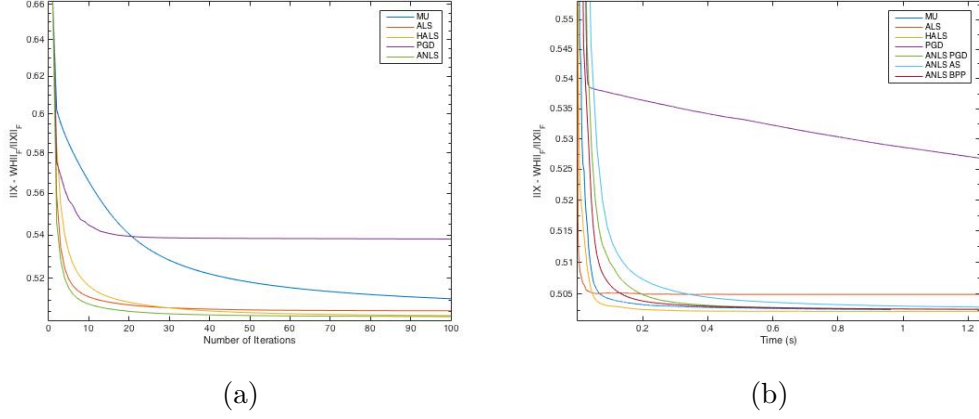 0.66
0.64
0.62
0.6
0.58
0.56
0.54
0.52
||X - WH||_F/||X||_F
0 10 20 30 40 50 60 70 80 90 100
Number of Iterations
MU
ALS
HALS
PGD
ANLS
(a)
0.55
0.545
0.54
0.535
0.53
0.525
0.52
0.515
0.51
0.505
||X - WH||_F/||X||_F
0.2 0.4 0.6 0.8 1 1.2
Time (s)
MU
ALS
HALS
PGD
ANLS PGD
ANLS AS
ANLS BPP
(b)